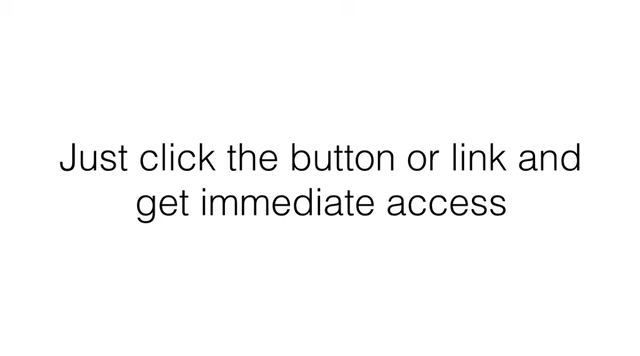 Just click the button or link and
get immediate access